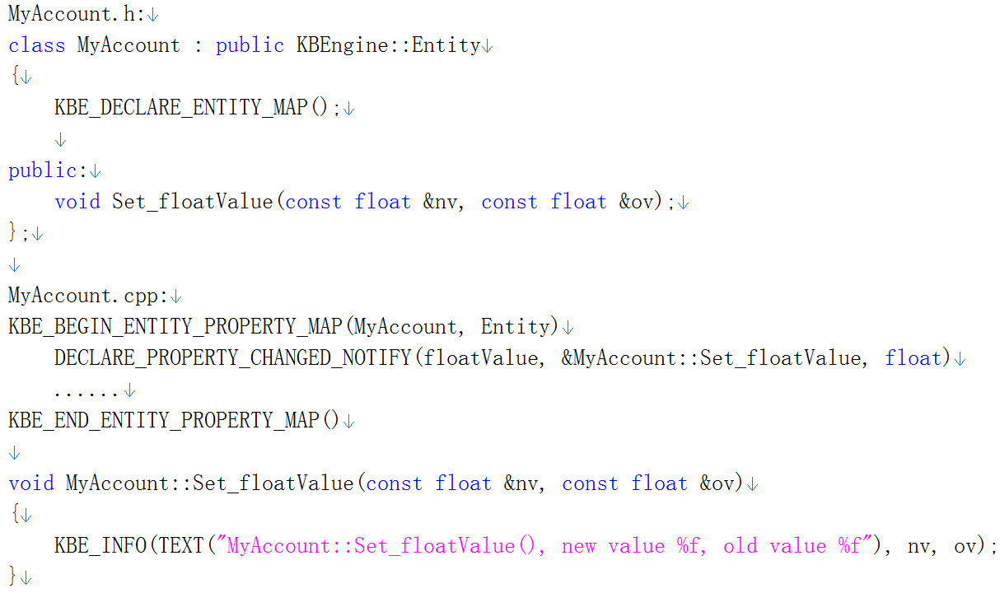 MyAccount.h:↓
class MyAccount : public KBEngine::Entity↓
{↓
    KBE_DECLARE_ENTITY_MAP();↓
    ↓
public:↓
    void Set_floatValue(const float &nv, const float &ov);↓
};↓
↓
MyAccount.cpp:↓
KBE_BEGIN_ENTITY_PROPERTY_MAP(MyAccount, Entity)↓
    DECLARE_PROPERTY_CHANGED_NOTIFY(floatValue, &MyAccount::Set_floatValue, float)↓
    ......↓
KBE_END_ENTITY_PROPERTY_MAP()↓
↓
void MyAccount::Set_floatValue(const float &nv, const float &ov)↓
{↓
    KBE_INFO(TEXT("MyAccount::Set_floatValue(), new value %f, old value %f"), nv, ov);
}↓